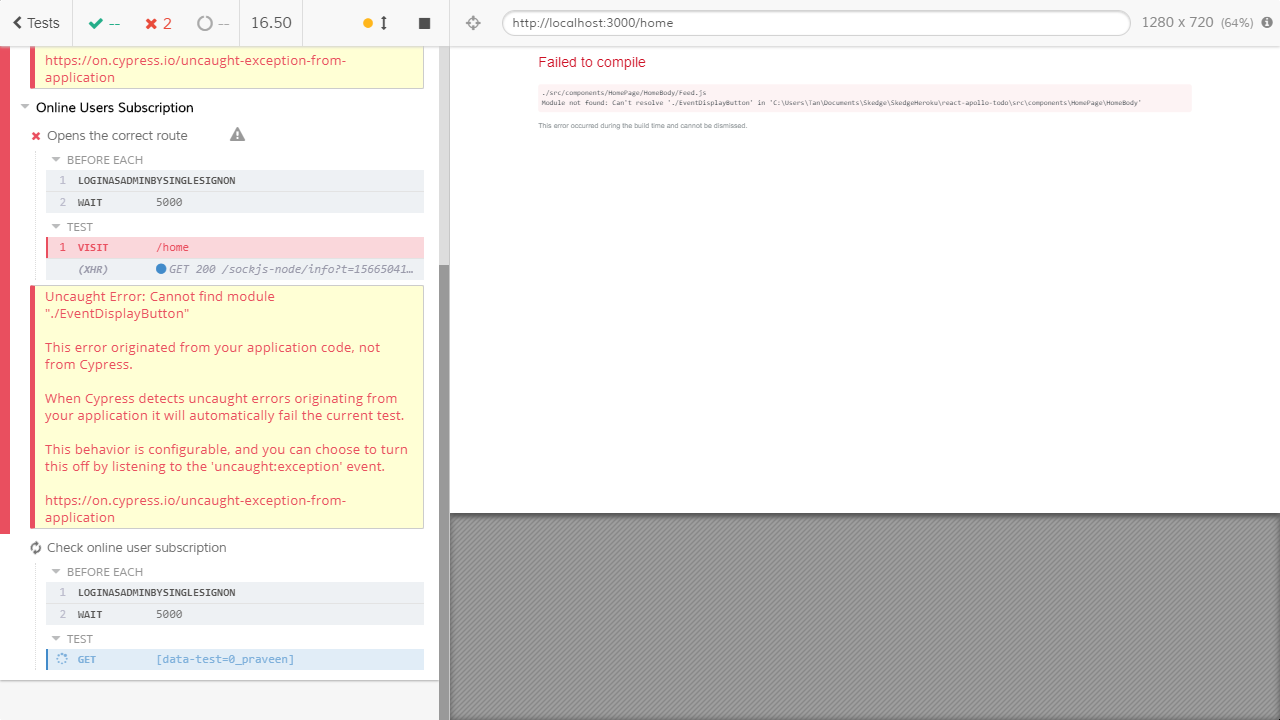 Tests
--
2
--
16.50
http://localhost:3000/home
1280 x 720 (64%)
https://on.cypress.io/uncaught-exception-from-
application
Online Users Subscription
Opens the correct route
BEFORE EACH
1 LOGINASADMINBYSINGLESIGNON
2 WAIT 5000
TEST
1 VISIT /home
(XHR) GET 200 /sockjs-node/info?t=15665041…
Uncaught Error: Cannot find module
"./EventDisplayButton"
This error originated from your application code, not
from Cypress.
When Cypress detects uncaught errors originating from
your application it will automatically fail the current test.
This behavior is configurable, and you can choose to turn
this off by listening to the 'uncaught:exception' event.
https://on.cypress.io/uncaught-exception-from-
application
Check online user subscription
BEFORE EACH
1 LOGINASADMINBYSINGLESIGNON
2 WAIT 5000
TEST
GET [data-test=0_praveen]
Failed to compile
./src/components/HomePage/HomeBody/Feed.js
Module not found: Can't resolve './EventDisplayButton' in 'C:\Users\Tan\Documents\Skedge\SkedgeHeroku\react-apollo-todo\src\components\HomePage\HomeBody'
This error occurred during the build time and cannot be dismissed.